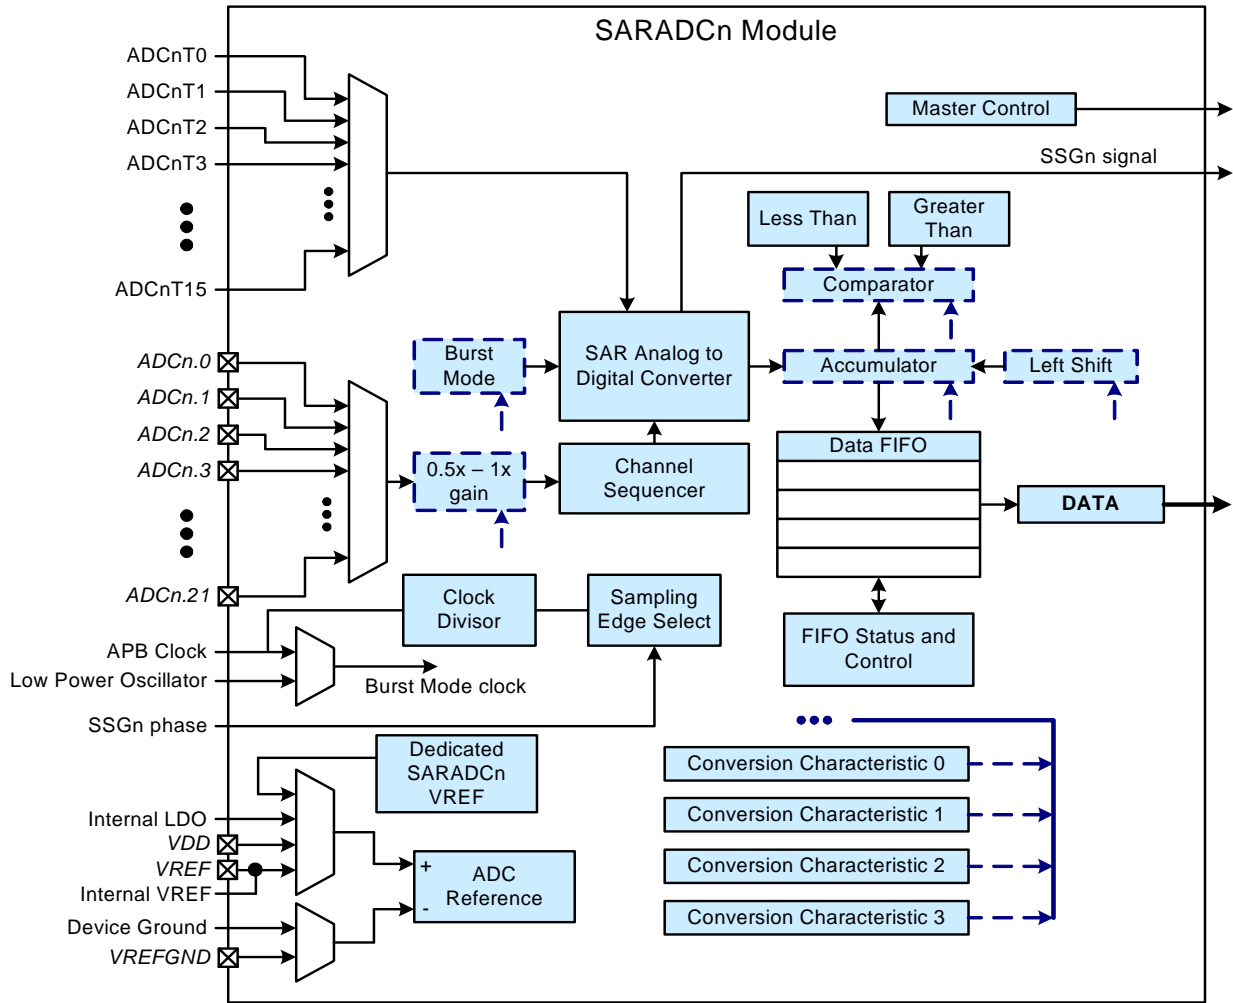 SARADCn Module
ADCnT0
ADCnT1
ADCnT2
ADCnT3
ADCnT15
Master Control
SSGn signal
Less Than
Greater
Than
Comparator
ADCn.0
ADCn.1
ADCn.2
ADCn.3
ADCn.21
Burst
Mode
SAR Analog to
Digital Converter
Accumulator
Left Shift
0.5x – 1x
gain
Channel
Sequencer
Data FIFO
DATA
Clock
Divisor
Sampling
Edge Select
FIFO Status and
Control
APB Clock
Low Power Oscillator
Burst Mode clock
SSGn phase
Dedicated
SARADCn
VREF
Internal LDO
VDD
VREF
Internal VREF
Device Ground
VREFGND
+
-
ADC
Reference
Conversion Characteristic 0
Conversion Characteristic 1
Conversion Characteristic 2
Conversion Characteristic 3